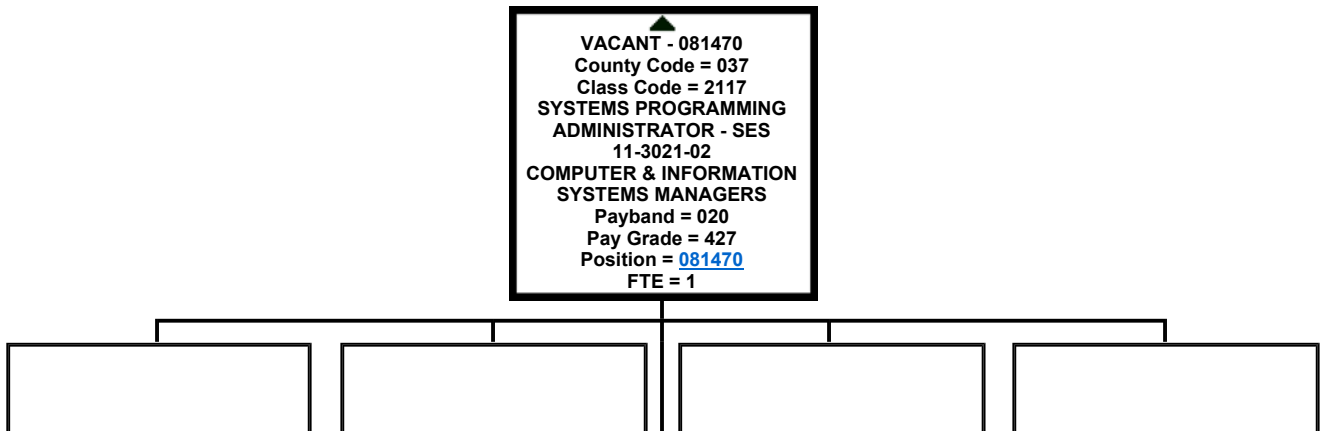 VACANT - 081470
County Code = 037
Class Code = 2117
SYSTEMS PROGRAMMING
ADMINISTRATOR - SES
11-3021-02
COMPUTER & INFORMATION
SYSTEMS MANAGERS
Payband = 020
Pay Grade = 427
Position = 081470
FTE = 1